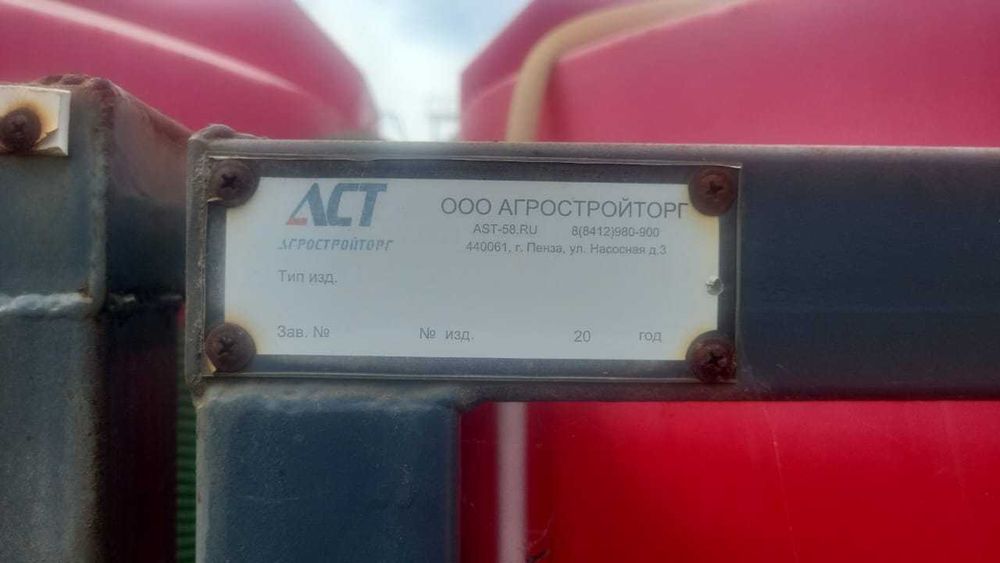 АСТ
АГРОСТРОЙТОРГ
ООО АГРОСТРОЙТОРГ
AST-58.RU 8(8412)980-900
440061, г. Пенза, ул. Насосная д.3
Тип изд.
Зав. № № изд. 20 год